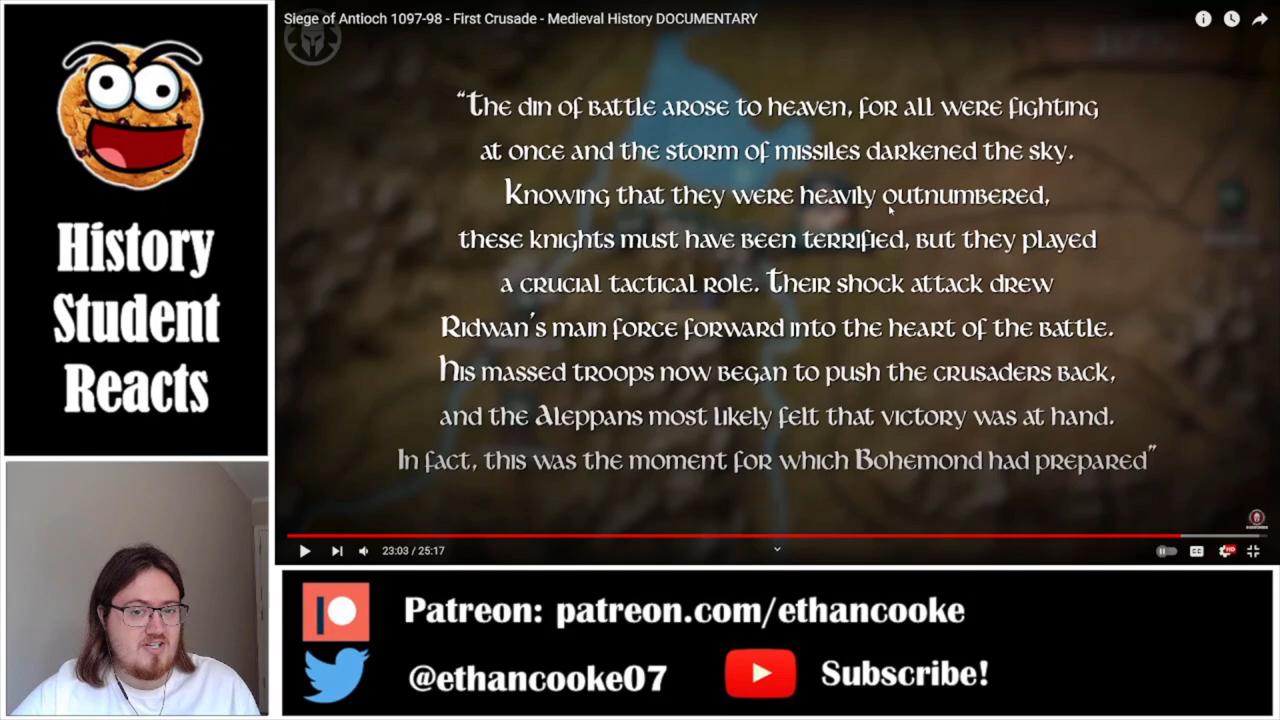 Siege of Antioch 1097-98 - First Crusade - Medieval History DOCUMENTARY
"The din of battle arose to heaven, for all were fighting
at once and the storm of missiles darkened the sky.
Knowing that they were heavily outnumbered,
these knights must have been terrified, but they played
a crucial tactical role. Their shock attack drew
Ridwan's main force forward into the heart of the battle.
His massed troops now began to push the crusaders back,
and the Aleppans most likely felt that victory was at hand.
In fact, this was the moment for which Bohemond had prepared"
History
Student
Reacts
23:03 / 25:17
CC
HD
Patreon: patreon.com/ethancooke
@ethancooke07
Subscribe!